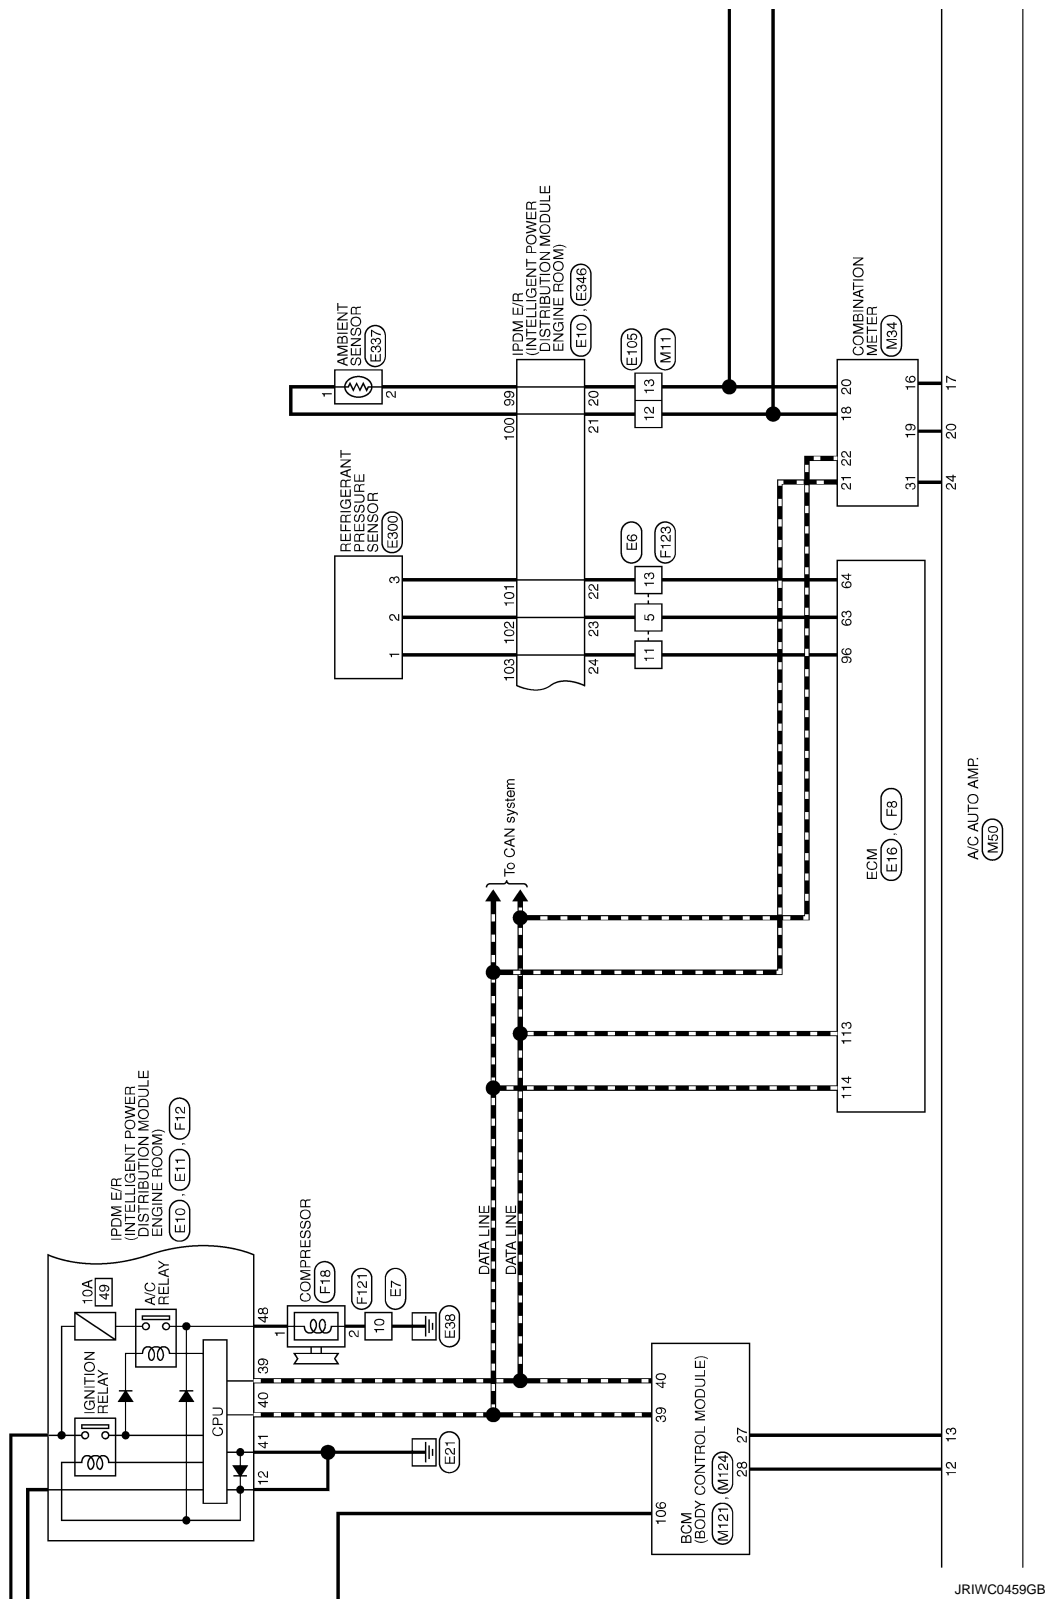 IPDM E/R
(INTELLIGENT POWER
DISTRIBUTION MODULE
ENGINE ROOM)
E10 , E11 , F12
10A
49
IGNITION
RELAY
A/C
RELAY
CPU
12
41
40
39
48
COMPRESSOR
F18
1
2
F121
E7
10
E38
E21
DATA LINE
DATA LINE
To CAN system
106
39
40
BCM
(BODY CONTROL MODULE)
M121 , M124
28
27
12
13
REFRIGERANT
PRESSURE
SENSOR
E300
1
2
3
AMBIENT
SENSOR
E337
1
2
IPDM E/R
(INTELLIGENT POWER
DISTRIBUTION MODULE
ENGINE ROOM)
E10 , E346
103
102
101
100
99
24
23
22
21
20
E6
F123
11
5
13
E105
M11
12
13
114
113
96
63
64
ECM
E16 , F8
COMBINATION
METER
M34
21
22
18
20
31
19
16
24
20
17
A/C AUTO AMP.
M50
JRIWC0459GB